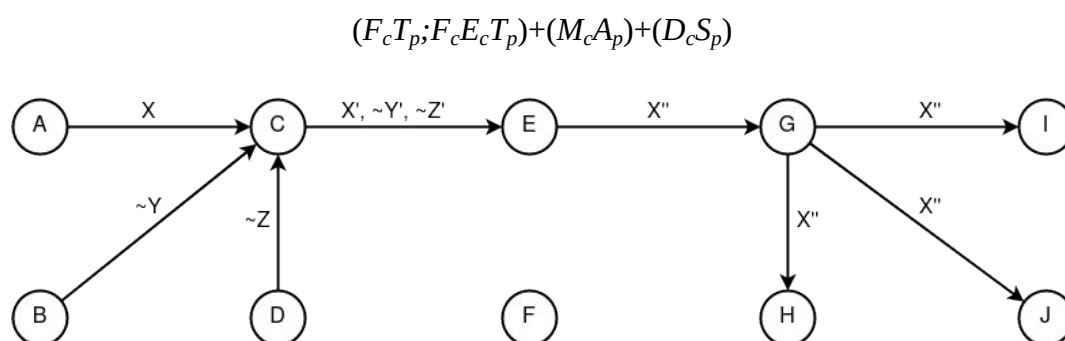 (FcTp;FcEcTp)+(McAp)+(DcSp)
A X C X', ~Y', ~Z' E X" G X" I
~Y ~Z X" X"
B D F H J